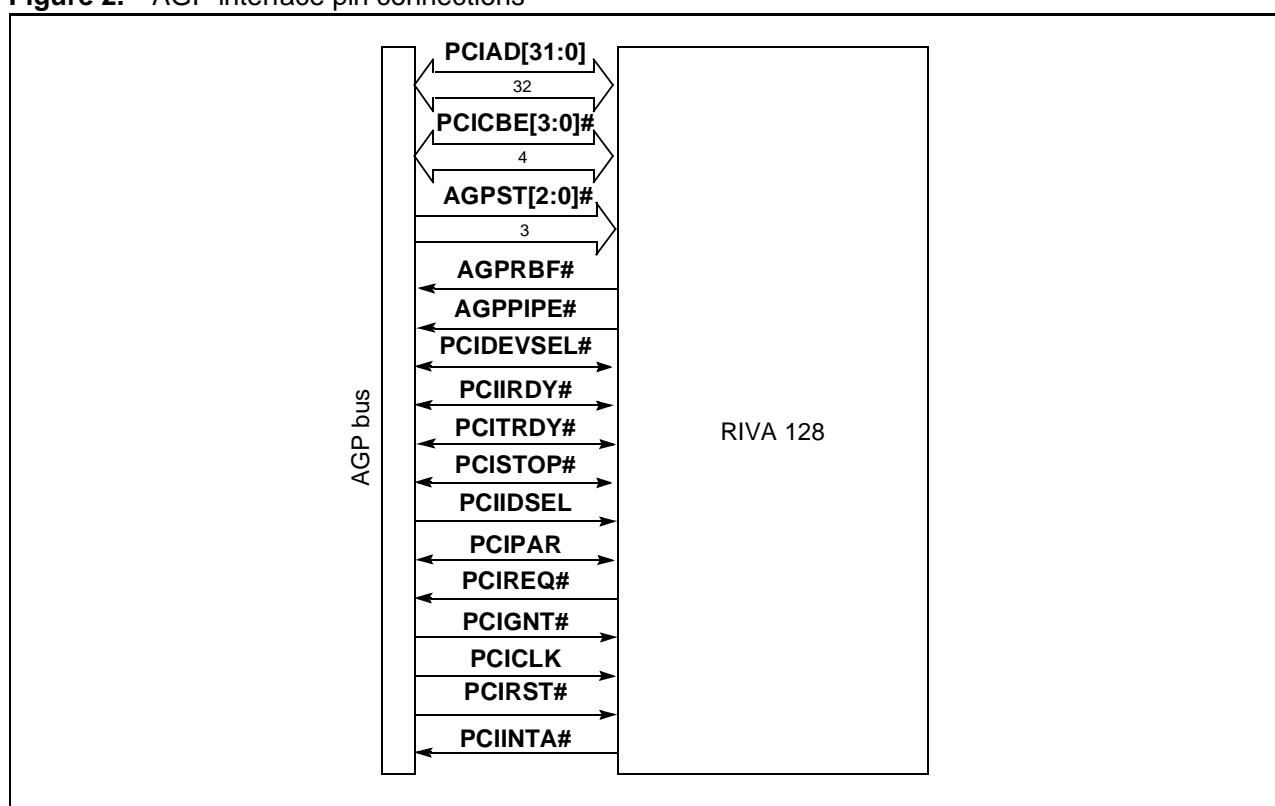 Figure 2. AGP interface pin connections
PCIAD[31:0]
32
PCICBE[3:0]#
4
AGPST[2:0]#
3
AGPRBF#
AGPPIPE#
PCIDEVSEL#
PCIIRDY#
PCITRDY#
PCISTOP#
PCIIDSEL
PCIPAR
PCIREQ#
PCIGNT#
PCICLK
PCIRST#
PCIINTA#
AGP bus
RIVA 128